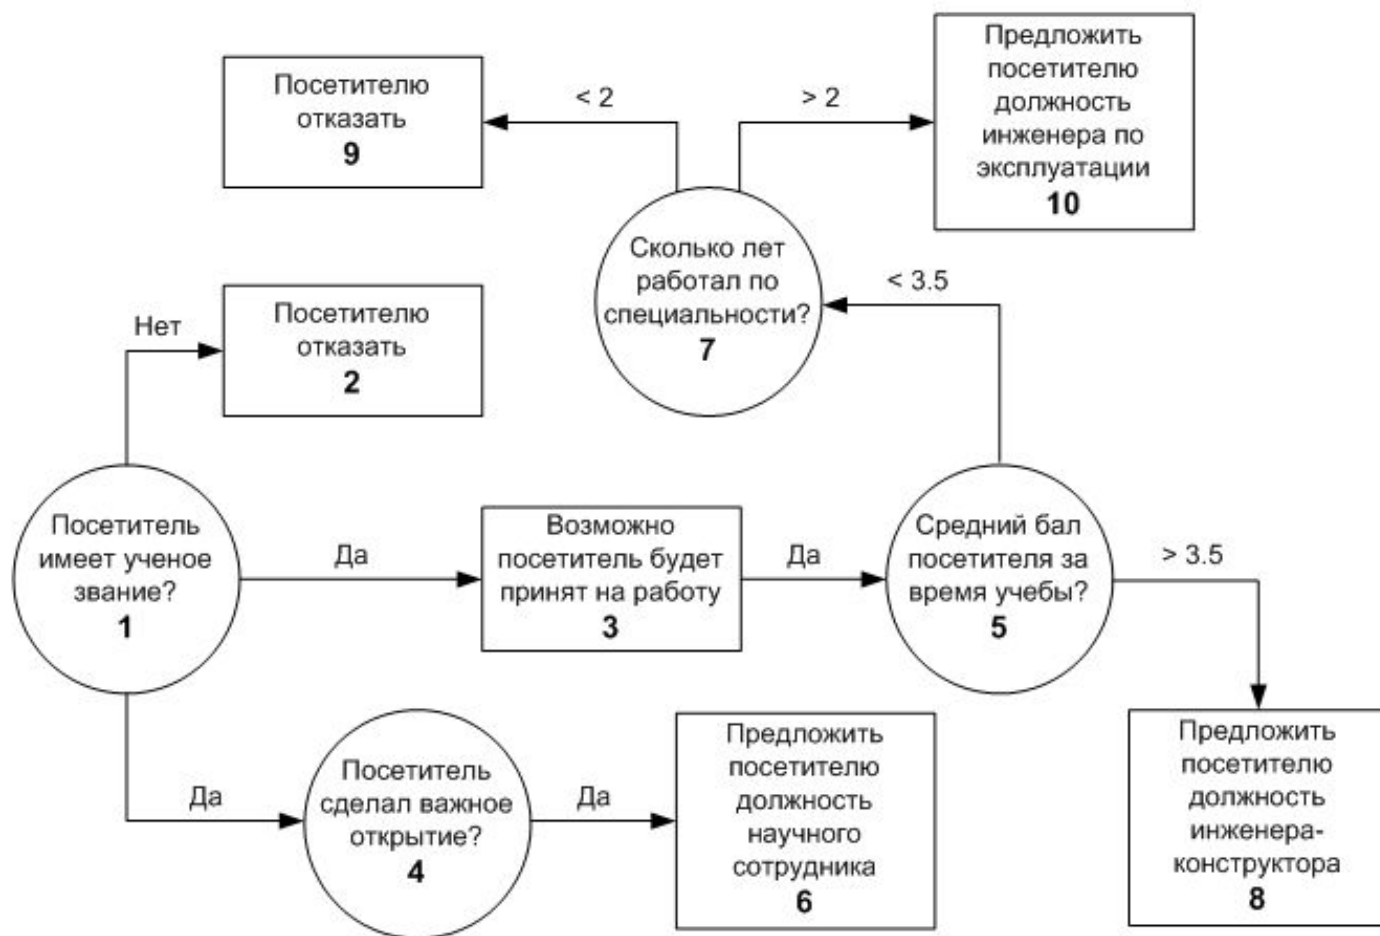 Посетителю
отказать
9
< 2
> 2
Предложить
посетителю
должность
инженера по
эксплуатации
10
Сколько лет
работал по
специальности?
7
< 3.5
Нет
Посетителю
отказать
2
Посетитель
имеет ученое
звание?
1
Да
Возможно
посетитель будет
принят на работу
3
Да
Средний бал
посетителя за
время учебы?
5
> 3.5
Да
Посетитель
сделал важное
открытие?
4
Да
Предложить
посетителю
должность
научного
сотрудника
6
Предложить
посетителю
должность
инженера-
конструктора
8